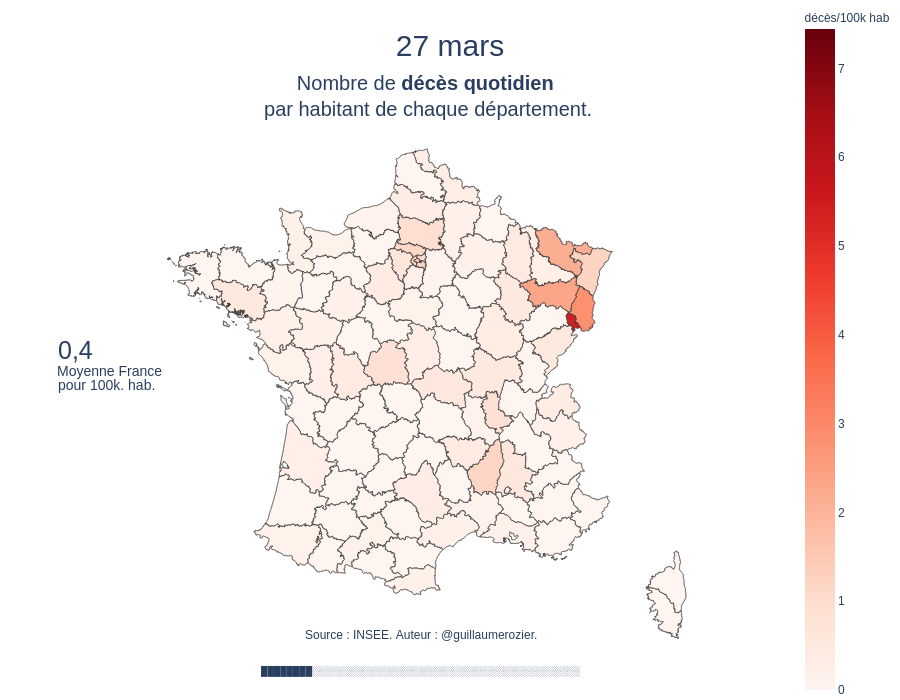 décès/100k hab
27 mars
Nombre de décès quotidien
par habitant de chaque département.
7
6
5
4
3
2
1
0
0,4
Moyenne France
pour 100k. hab.
Source : INSEE. Auteur : @guillaumerozier.